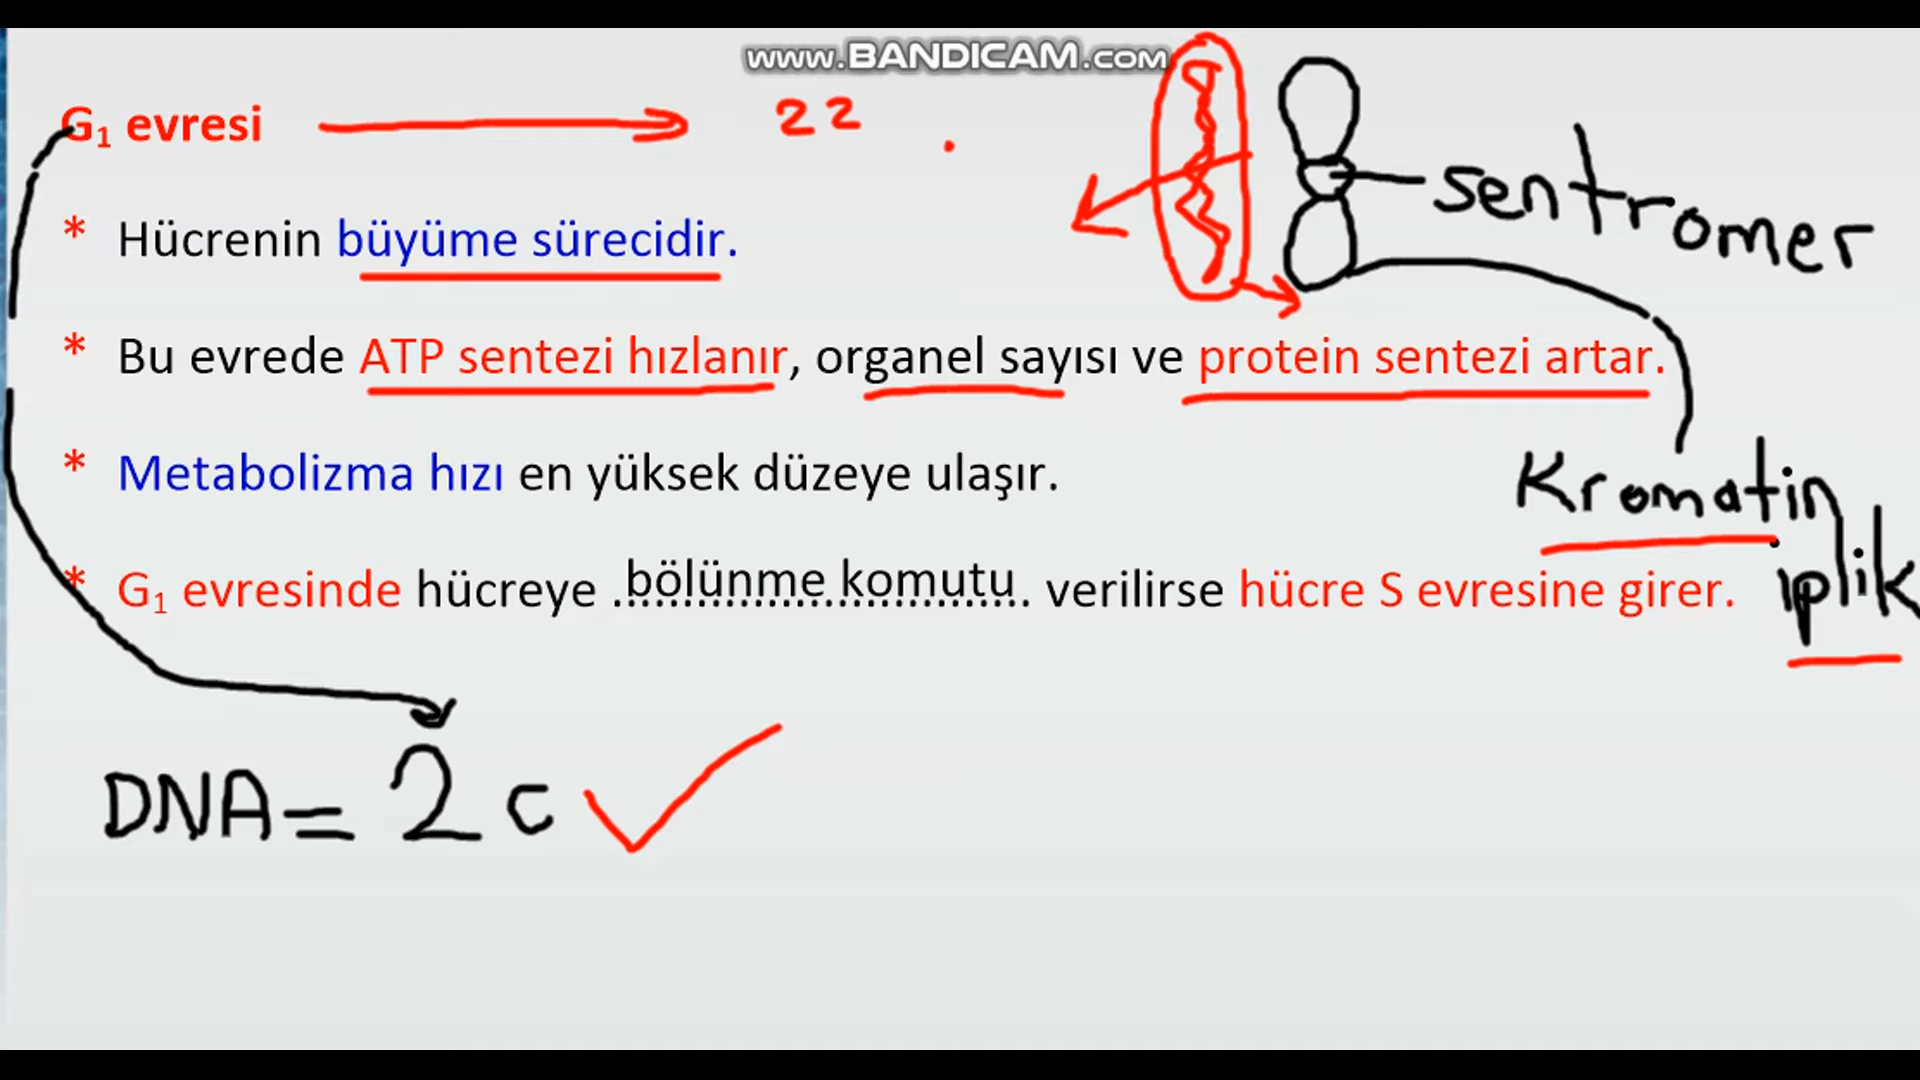 www.BANDICAM.com
G₁ evresi
22
sentromer
* Hücrenin büyüme sürecidir.
* Bu evrede ATP sentezi hızlanır, organel sayısı ve protein sentezi artar.
* Metabolizma hızı en yüksek düzeye ulaşır.
Kromatin
iplik
* G₁ evresinde hücreye .bölünme komutu. verilirse hücre S evresine girer.
DNA = 2c